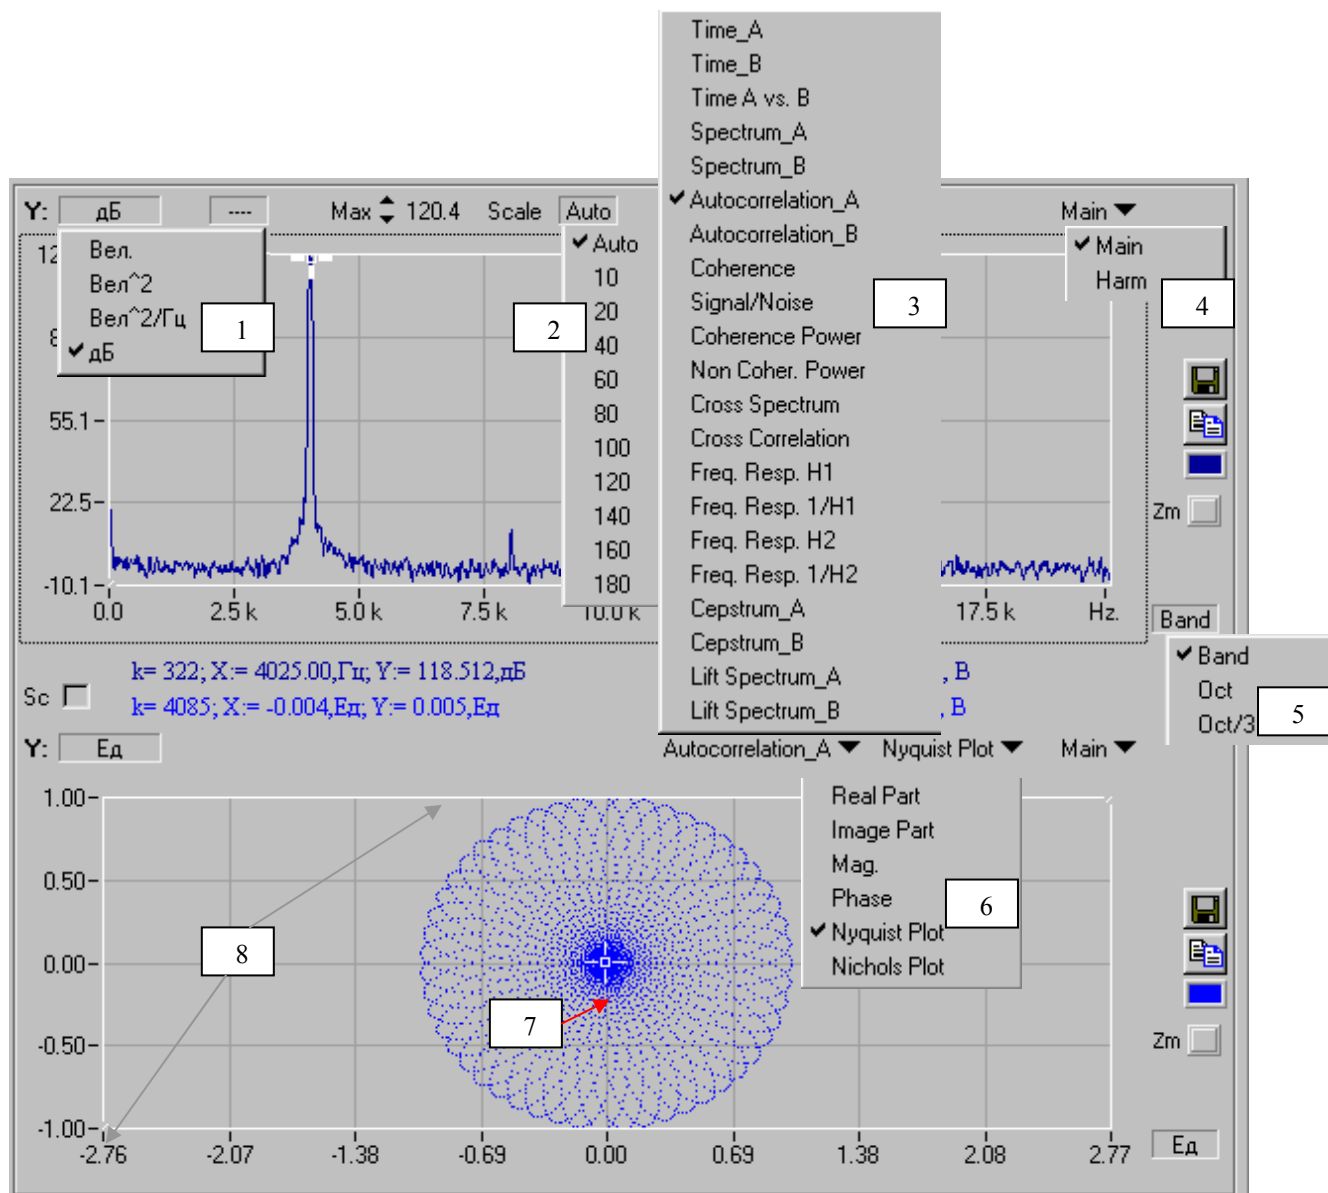 Time_A
Time_B
Time A vs. B
Spectrum_A
Spectrum_B
Autocorrelation_A
Autocorrelation_B
Coherence
Signal/Noise
Coherence Power
Non Coher. Power
Cross Spectrum
Cross Correlation
Freq. Resp. H1
Freq. Resp. 1/H1
Freq. Resp. H2
Freq. Resp. 1/H2
Cepstrum_A
Cepstrum_B
Lift Spectrum_A
Lift Spectrum_B
3
Y: дБ ---- Max 120.4 Scale Auto Main
Вел.
Вел^2
Вел^2/Гц
дБ
1
Auto
10
20
40
60
80
100
120
140
160
180
2
Main
Harm
4
55.1
22.5
-10.1
Zm
0.0 2.5 k 5.0 k 7.5 k 10.0 k 17.5 k Hz.
Band
Band
Oct
Oct/3
5
k= 322; X:= 4025.00,Гц; Y:= 118.512,дБ , В
Sc
k= 4085; X:= -0.004,Ед; Y:= 0.005,Ед , В
Y: Ед Autocorrelation_A Nyquist Plot Main
Real Part
Image Part
Mag.
Phase
Nyquist Plot
Nichols Plot
6
1.00
0.50
0.00
-0.50
-1.00
8
7
Zm
-2.76 -2.07 -1.38 -0.69 0.00 0.69 1.38 2.08 2.77
Ед